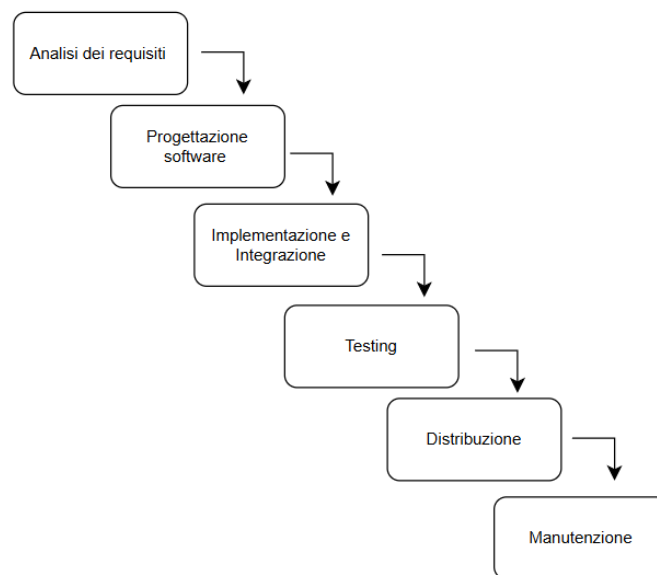 Analisi dei requisiti
Progettazione
software
Implementazione e
Integrazione
Testing
Distribuzione
Manutenzione